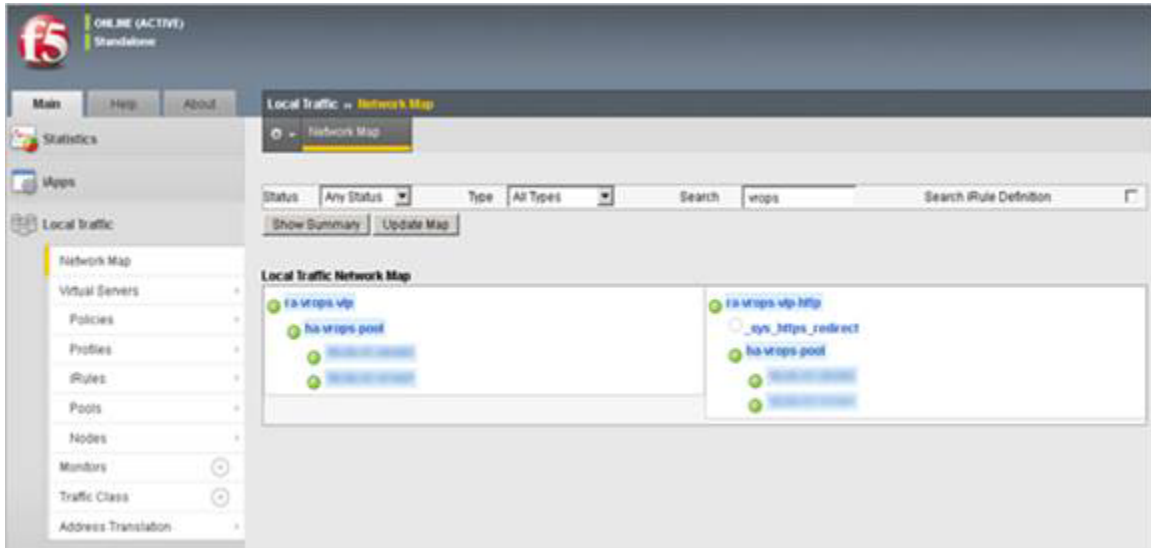 f5
ONLINE (ACTIVE)
Standalone
Main Help About
Local Traffic » Network Map
Network Map
Statistics
iApps
Local Traffic
Network Map
Virtual Servers
Policies
Profiles
iRules
Pools
Nodes
Monitors
Traffic Class
Address Translation
Status Any Status Type All Types Search vrops Search iRule Definition
Show Summary Update Map
Local Traffic Network Map
ra-vrops-vip
ha-vrops-pool
ra-vrops-vip-http
_sys_https_redirect
ha-vrops-pool